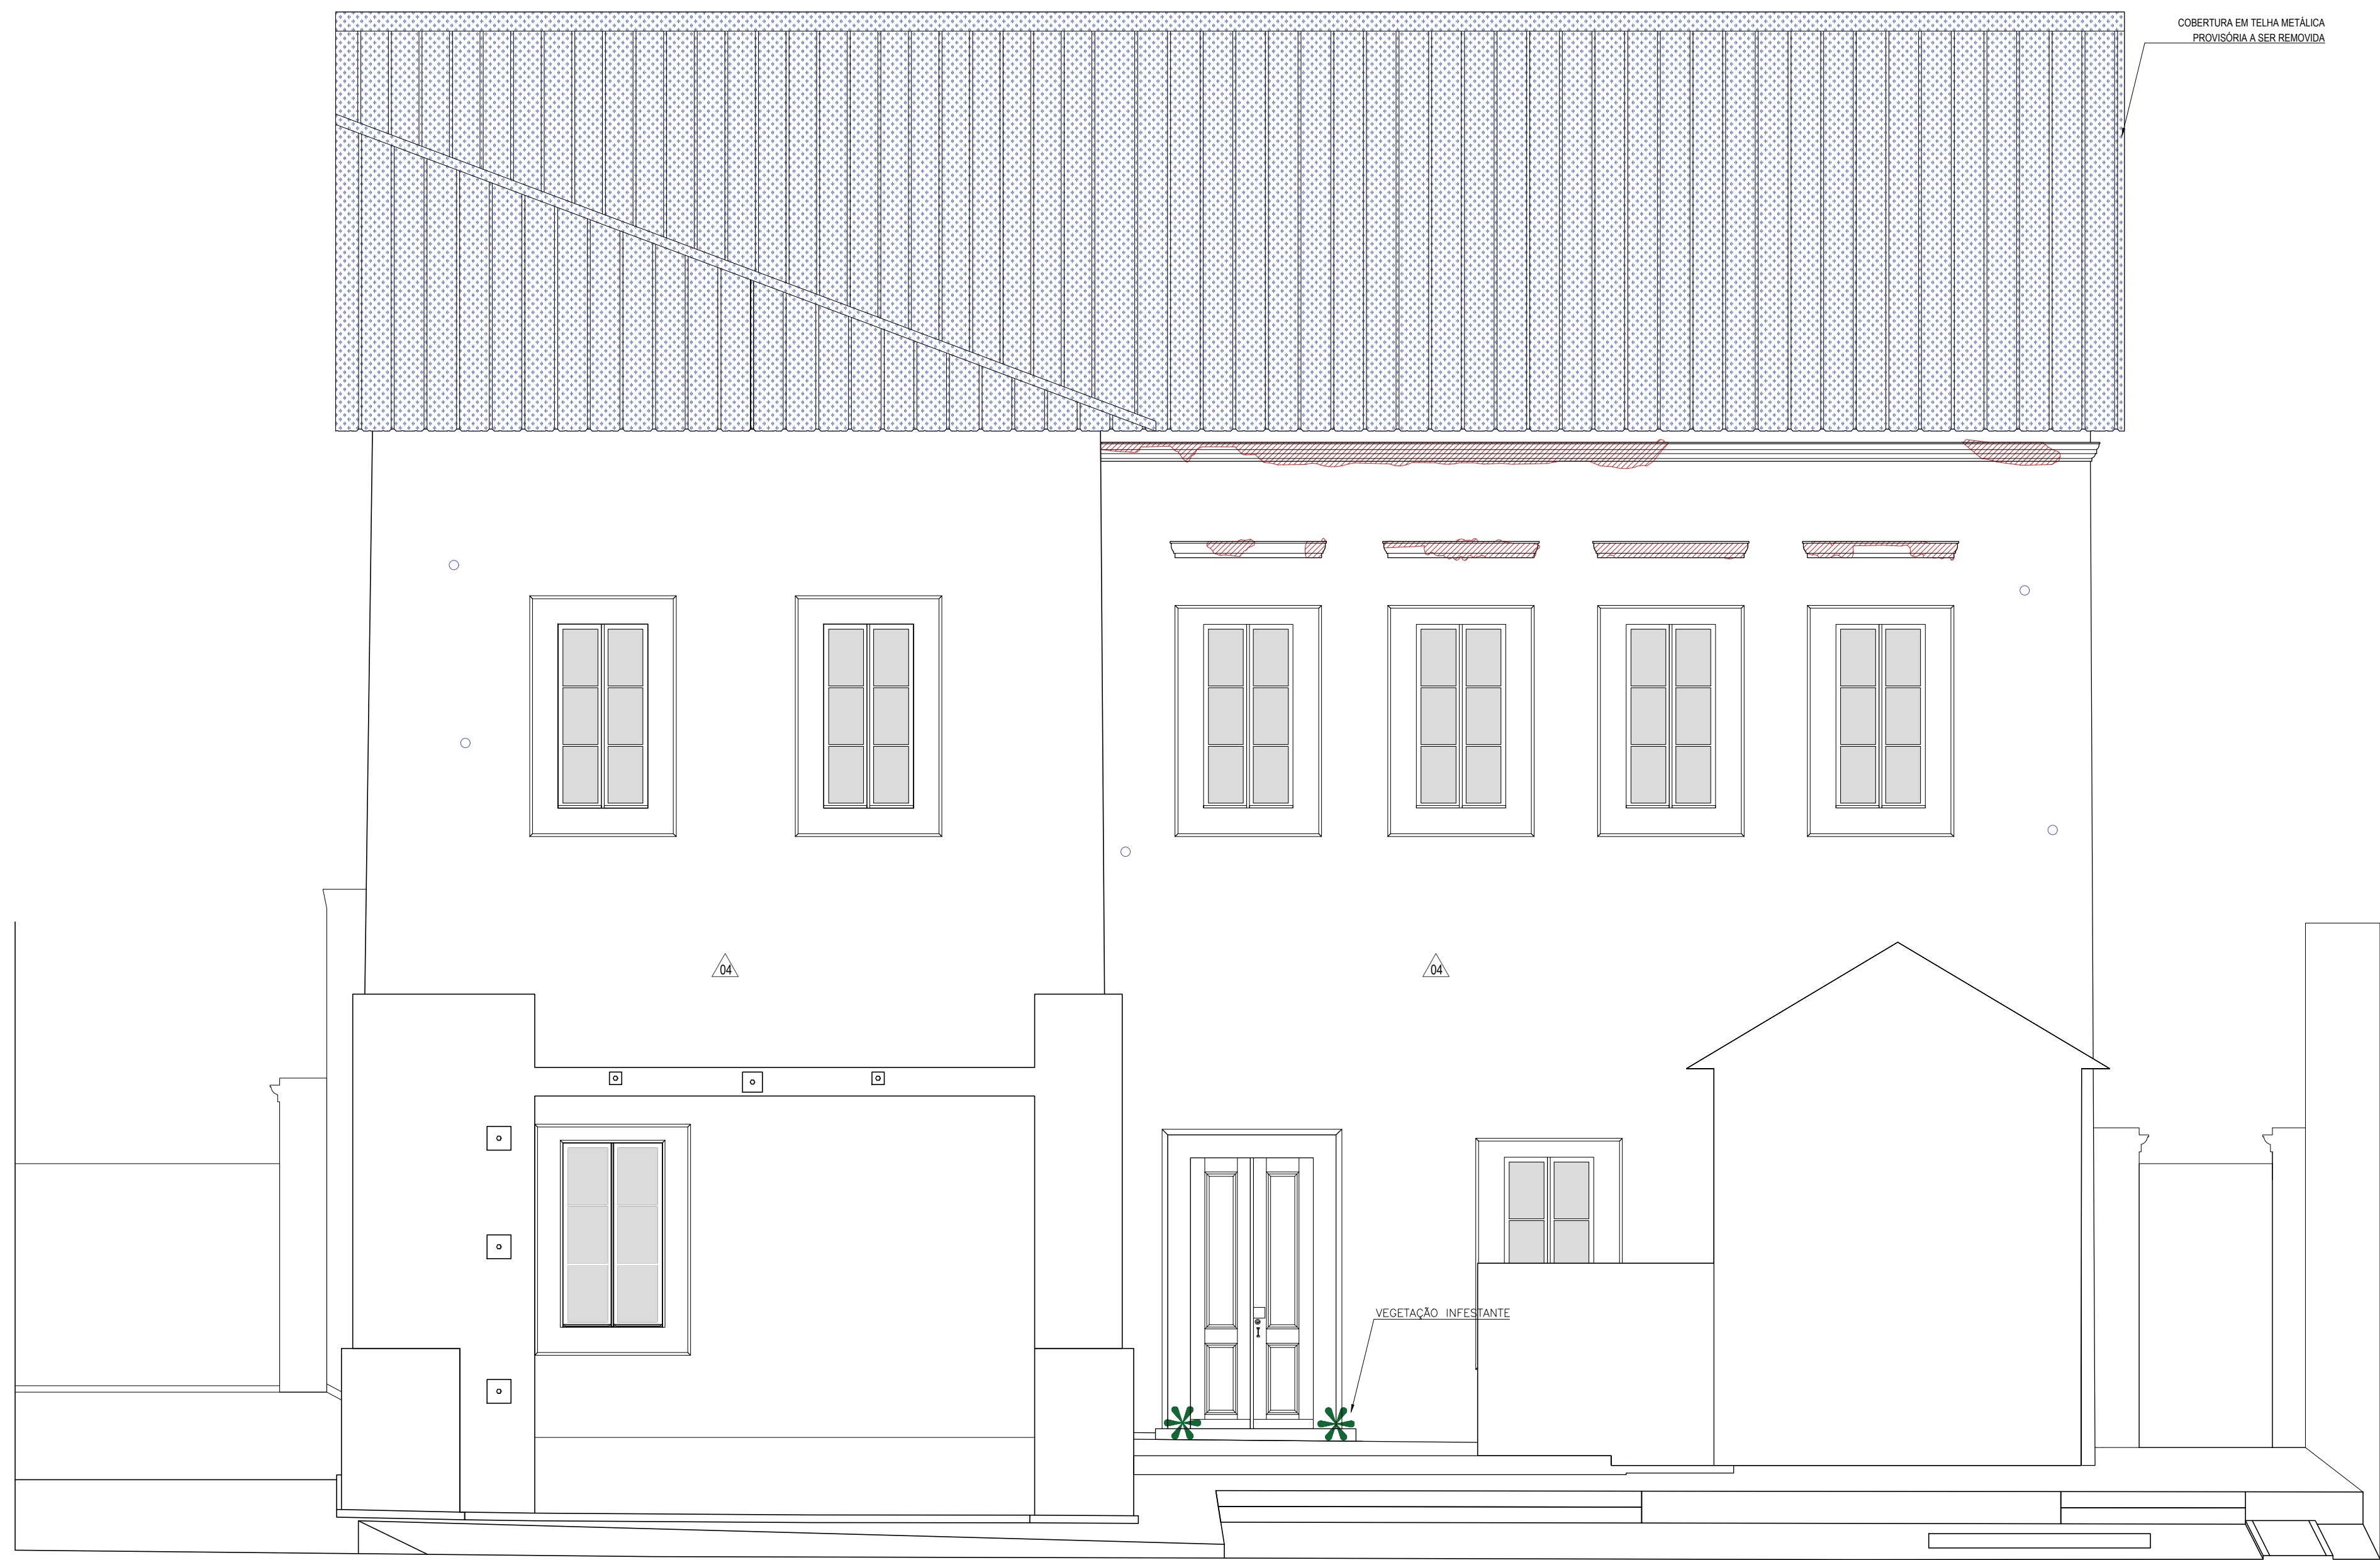 COBERTURA EM TELHA METÁLICA
PROVISÓRIA A SER REMOVIDA
04
04
VEGETAÇÃO INFESTANTE